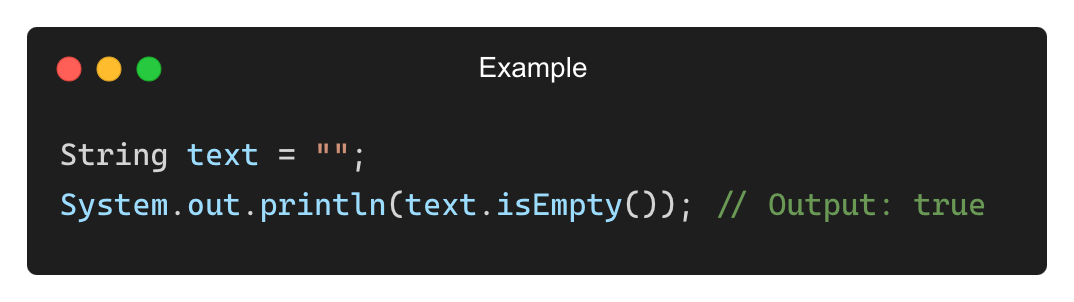 Example
String text = "";
System.out.println(text.isEmpty()); // Output: true